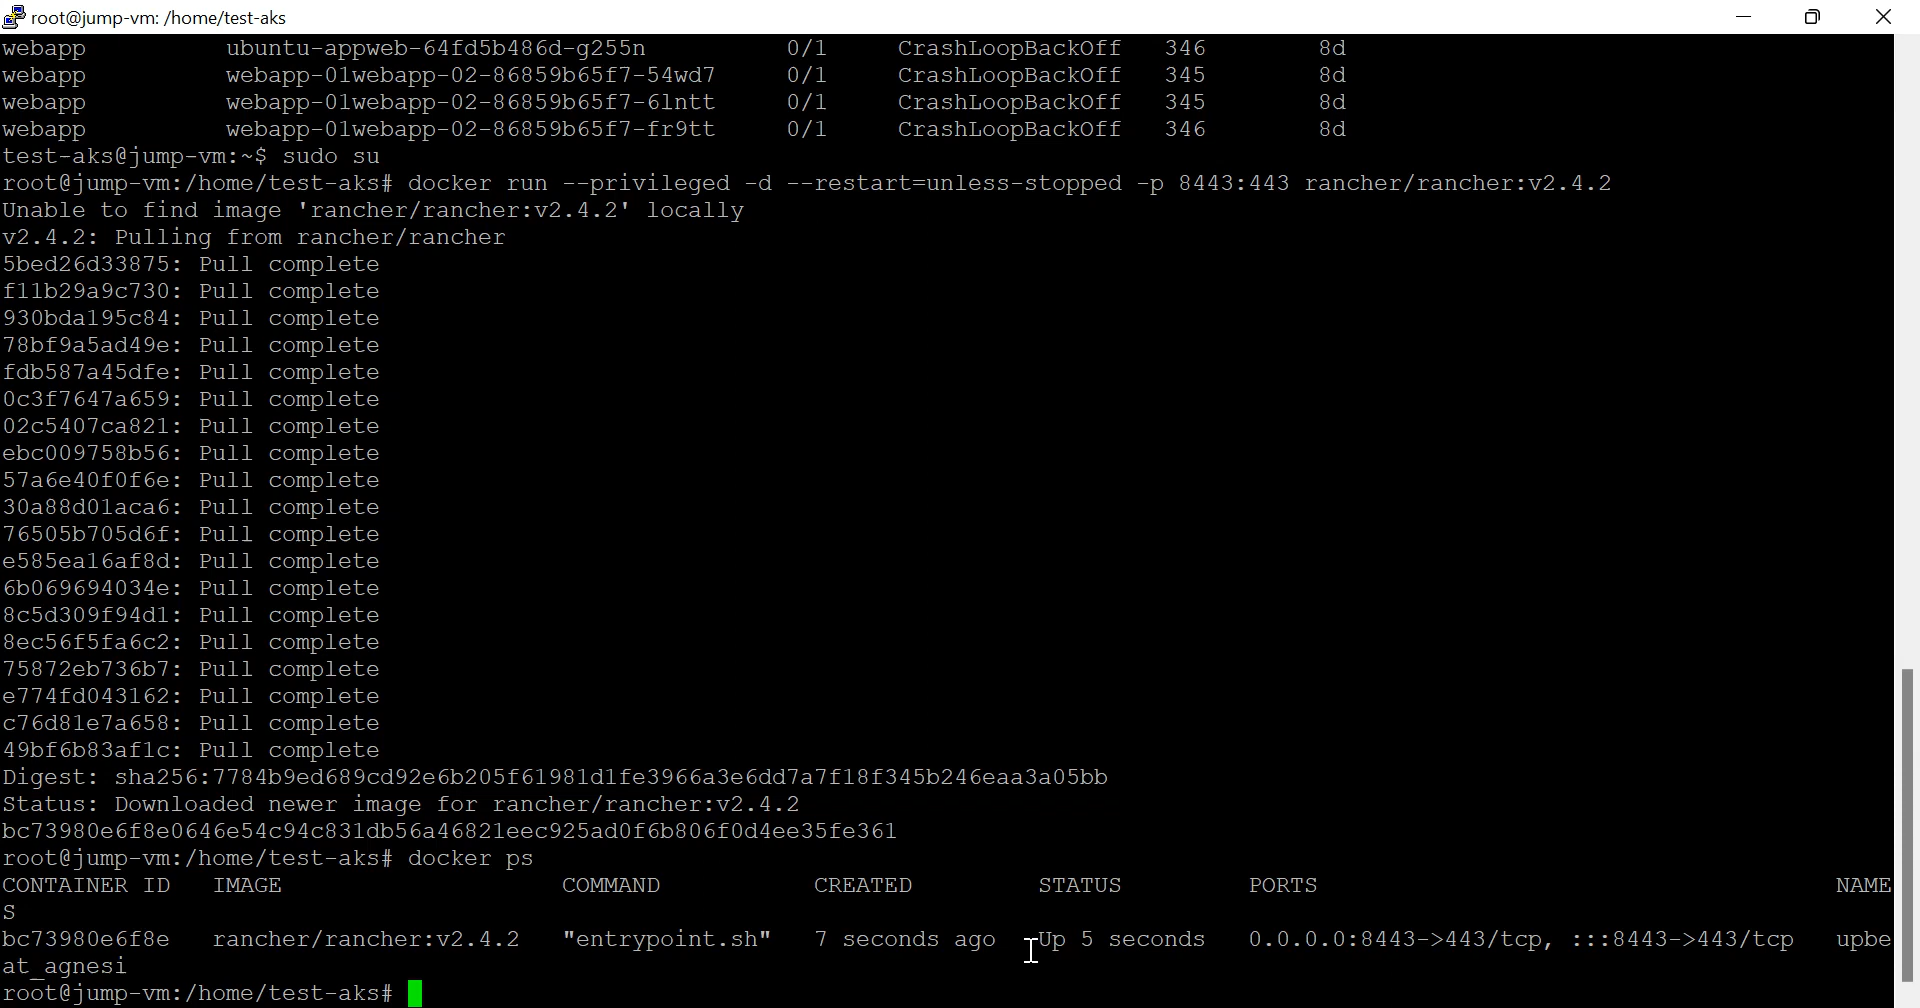 root@jump-vm: /home/test-aks
webapp ubuntu-appweb-64fd5b486d-g255n 0/1 CrashLoopBackOff 346 8d
webapp webapp-01webapp-02-86859b65f7-54wd7 0/1 CrashLoopBackOff 345 8d
webapp webapp-01webapp-02-86859b65f7-6lntt 0/1 CrashLoopBackOff 345 8d
webapp webapp-01webapp-02-86859b65f7-fr9tt 0/1 CrashLoopBackOff 346 8d
test-aks@jump-vm:~$ sudo su
root@jump-vm:/home/test-aks# docker run --privileged -d --restart=unless-stopped -p 8443:443 rancher/rancher:v2.4.2
Unable to find image 'rancher/rancher:v2.4.2' locally
v2.4.2: Pulling from rancher/rancher
5bed26d33875: Pull complete
f11b29a9c730: Pull complete
930bda195c84: Pull complete
78bf9a5ad49e: Pull complete
fdb587a45dfe: Pull complete
0c3f7647a659: Pull complete
02c5407ca821: Pull complete
ebc009758b56: Pull complete
57a6e40f0f6e: Pull complete
30a88d01aca6: Pull complete
76505b705d6f: Pull complete
e585ea16af8d: Pull complete
6b069694034e: Pull complete
8c5d309f94d1: Pull complete
8ec56f5fa6c2: Pull complete
75872eb736b7: Pull complete
e774fd043162: Pull complete
c76d81e7a658: Pull complete
49bf6b83af1c: Pull complete
Digest: sha256:7784b9ed689cd92e6b205f61981d1fe3966a3e6dd7a7f18f345b246eaa3a05bb
Status: Downloaded newer image for rancher/rancher:v2.4.2
bc73980e6f8e0646e54c94c831db56a46821eec925ad0f6b806f0d4ee35fe361
root@jump-vm:/home/test-aks# docker ps
CONTAINER ID IMAGE COMMAND CREATED STATUS PORTS NAME
S
bc73980e6f8e rancher/rancher:v2.4.2 "entrypoint.sh" 7 seconds ago Up 5 seconds 0.0.0.0:8443->443/tcp, :::8443->443/tcp upbe
at_agnesi
root@jump-vm:/home/test-aks#